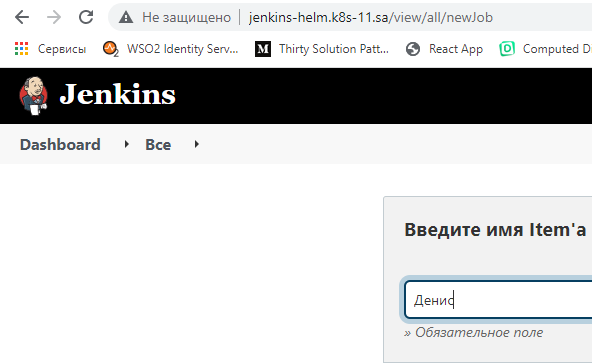 Не защищено jenkins-helm.k8s-11.sa/view/all/newJob
Сервисы WSO2 Identity Serv... Thirty Solution Patt... React App Computed D
Jenkins
Dashboard Все
Введите имя Item'а
Денис
» Обязательное поле